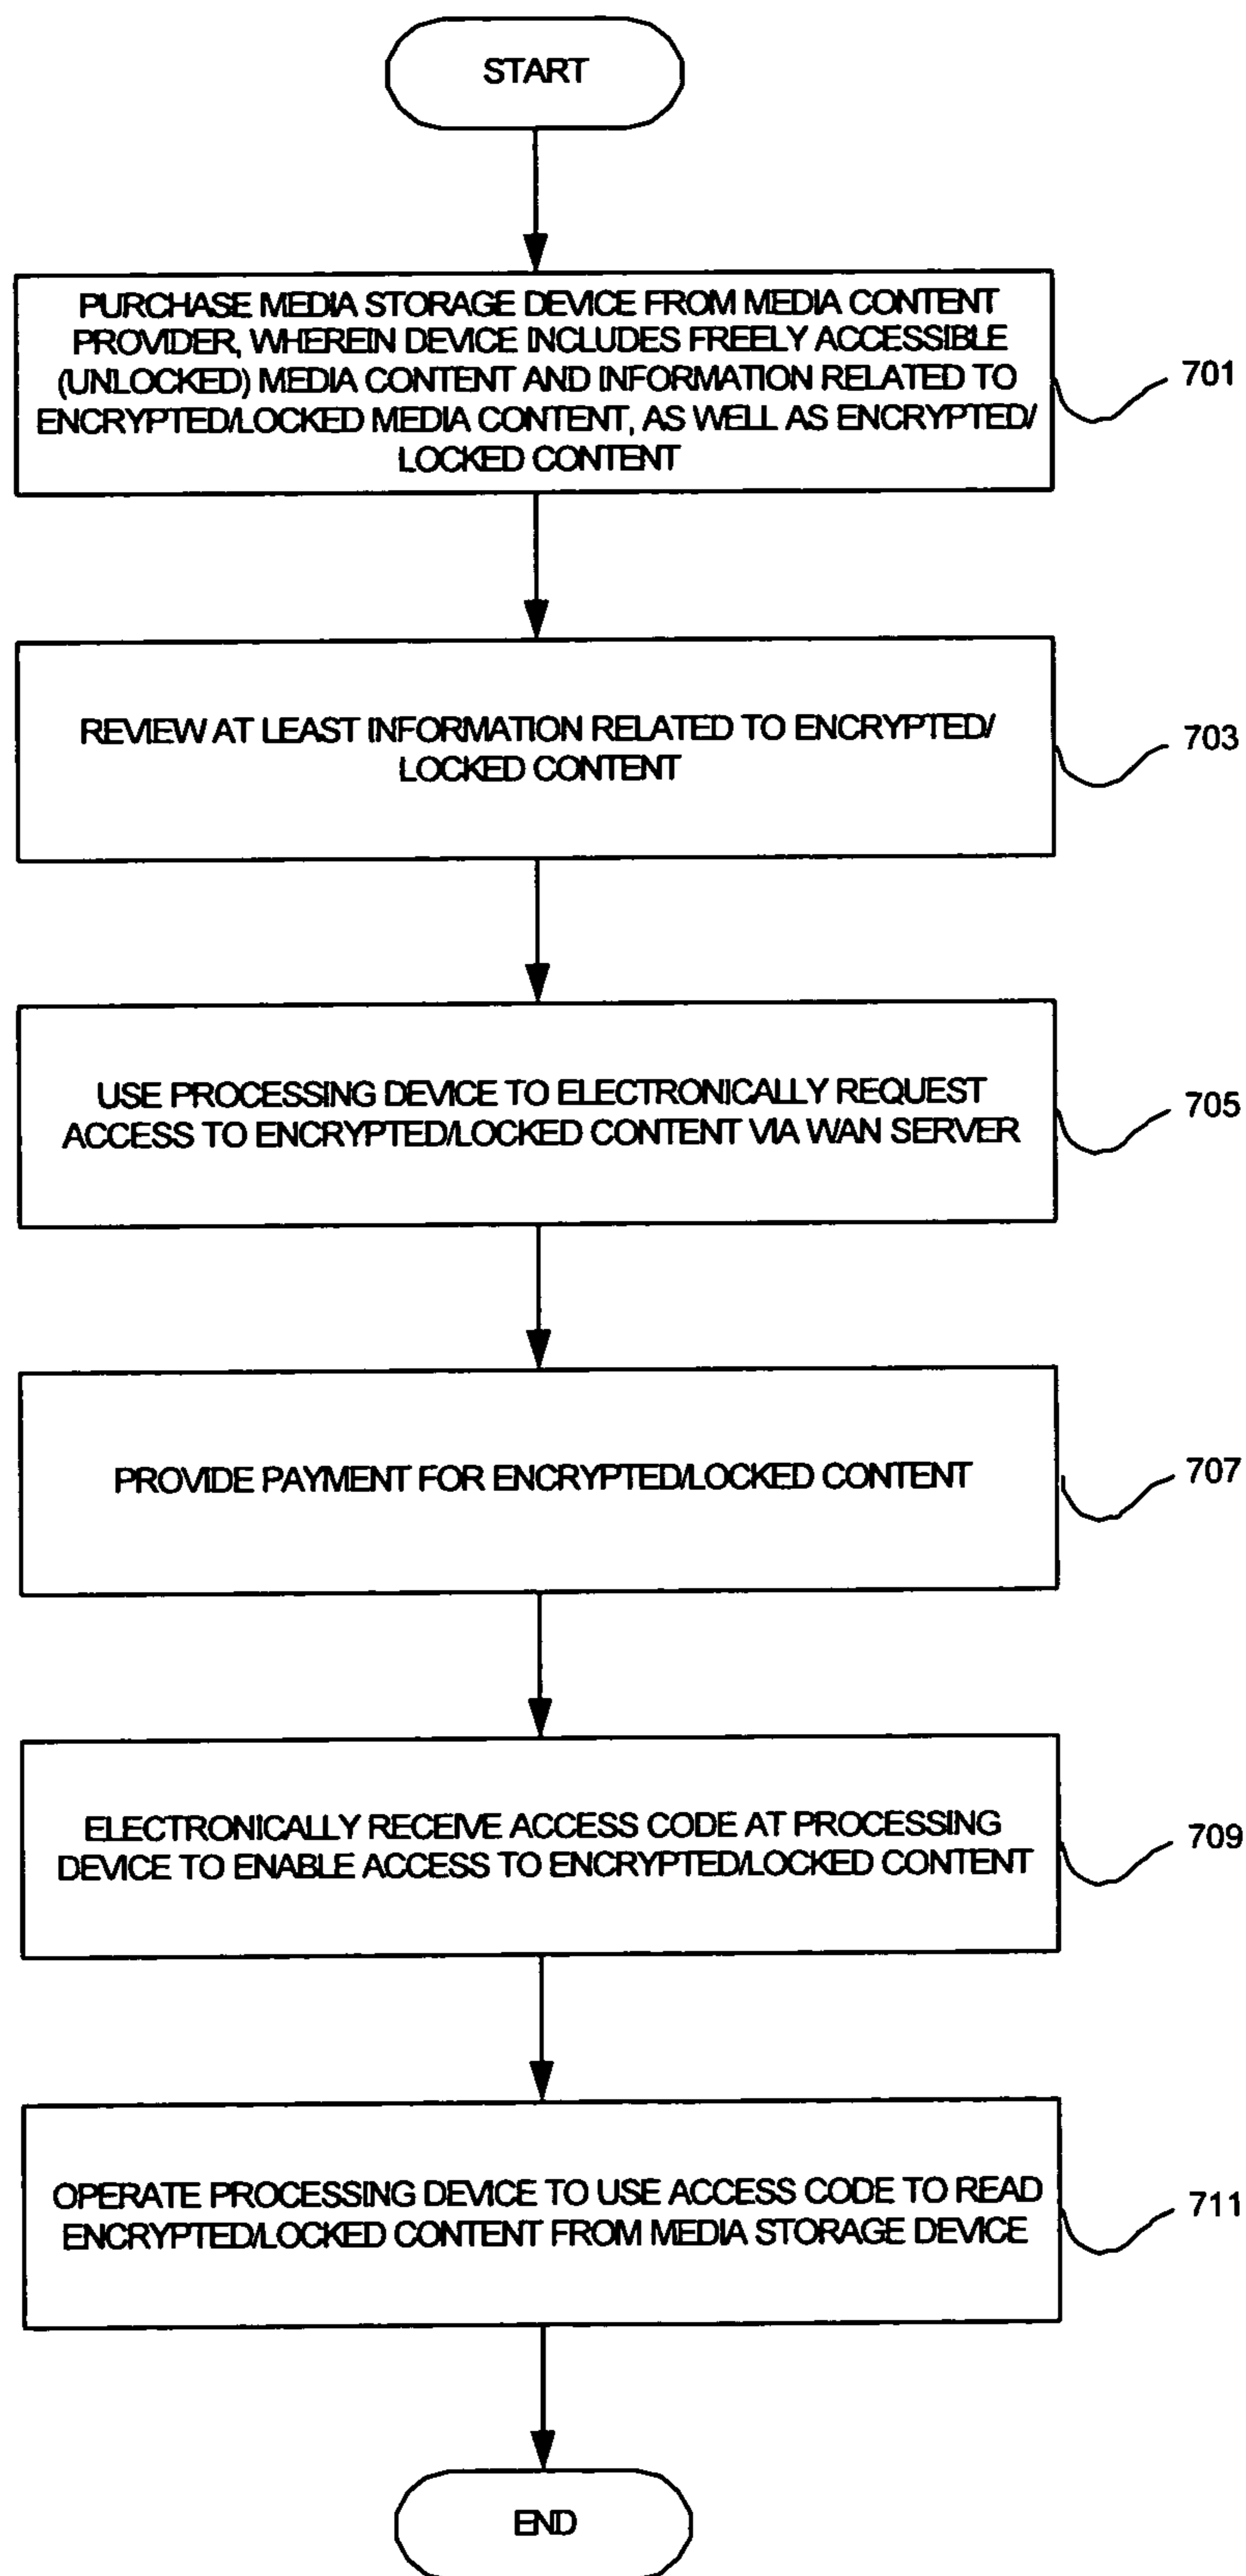 START
PURCHASE MEDIA STORAGE DEVICE FROM MEDIA CONTENT
PROVIDER, WHEREIN DEVICE INCLUDES FREELY ACCESSIBLE
(UNLOCKED) MEDIA CONTENT AND INFORMATION RELATED TO
ENCRYPTED/LOCKED MEDIA CONTENT, AS WELL AS ENCRYPTED/
LOCKED CONTENT
701
REVIEW AT LEAST INFORMATION RELATED TO ENCRYPTED/
LOCKED CONTENT
703
USE PROCESSING DEVICE TO ELECTRONICALLY REQUEST
ACCESS TO ENCRYPTED/LOCKED CONTENT VIA WAN SERVER
705
PROVIDE PAYMENT FOR ENCRYPTED/LOCKED CONTENT
707
ELECTRONICALLY RECEIVE ACCESS CODE AT PROCESSING
DEVICE TO ENABLE ACCESS TO ENCRYPTED/LOCKED CONTENT
709
OPERATE PROCESSING DEVICE TO USE ACCESS CODE TO READ
ENCRYPTED/LOCKED CONTENT FROM MEDIA STORAGE DEVICE
711
END